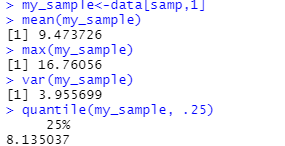 > my_sample<-data[samp,1]
> mean(my_sample)
[1] 9.473726
> max(my_sample)
[1] 16.76056
> var(my_sample)
[1] 3.955699
> quantile(my_sample, .25)
     25%
8.135037